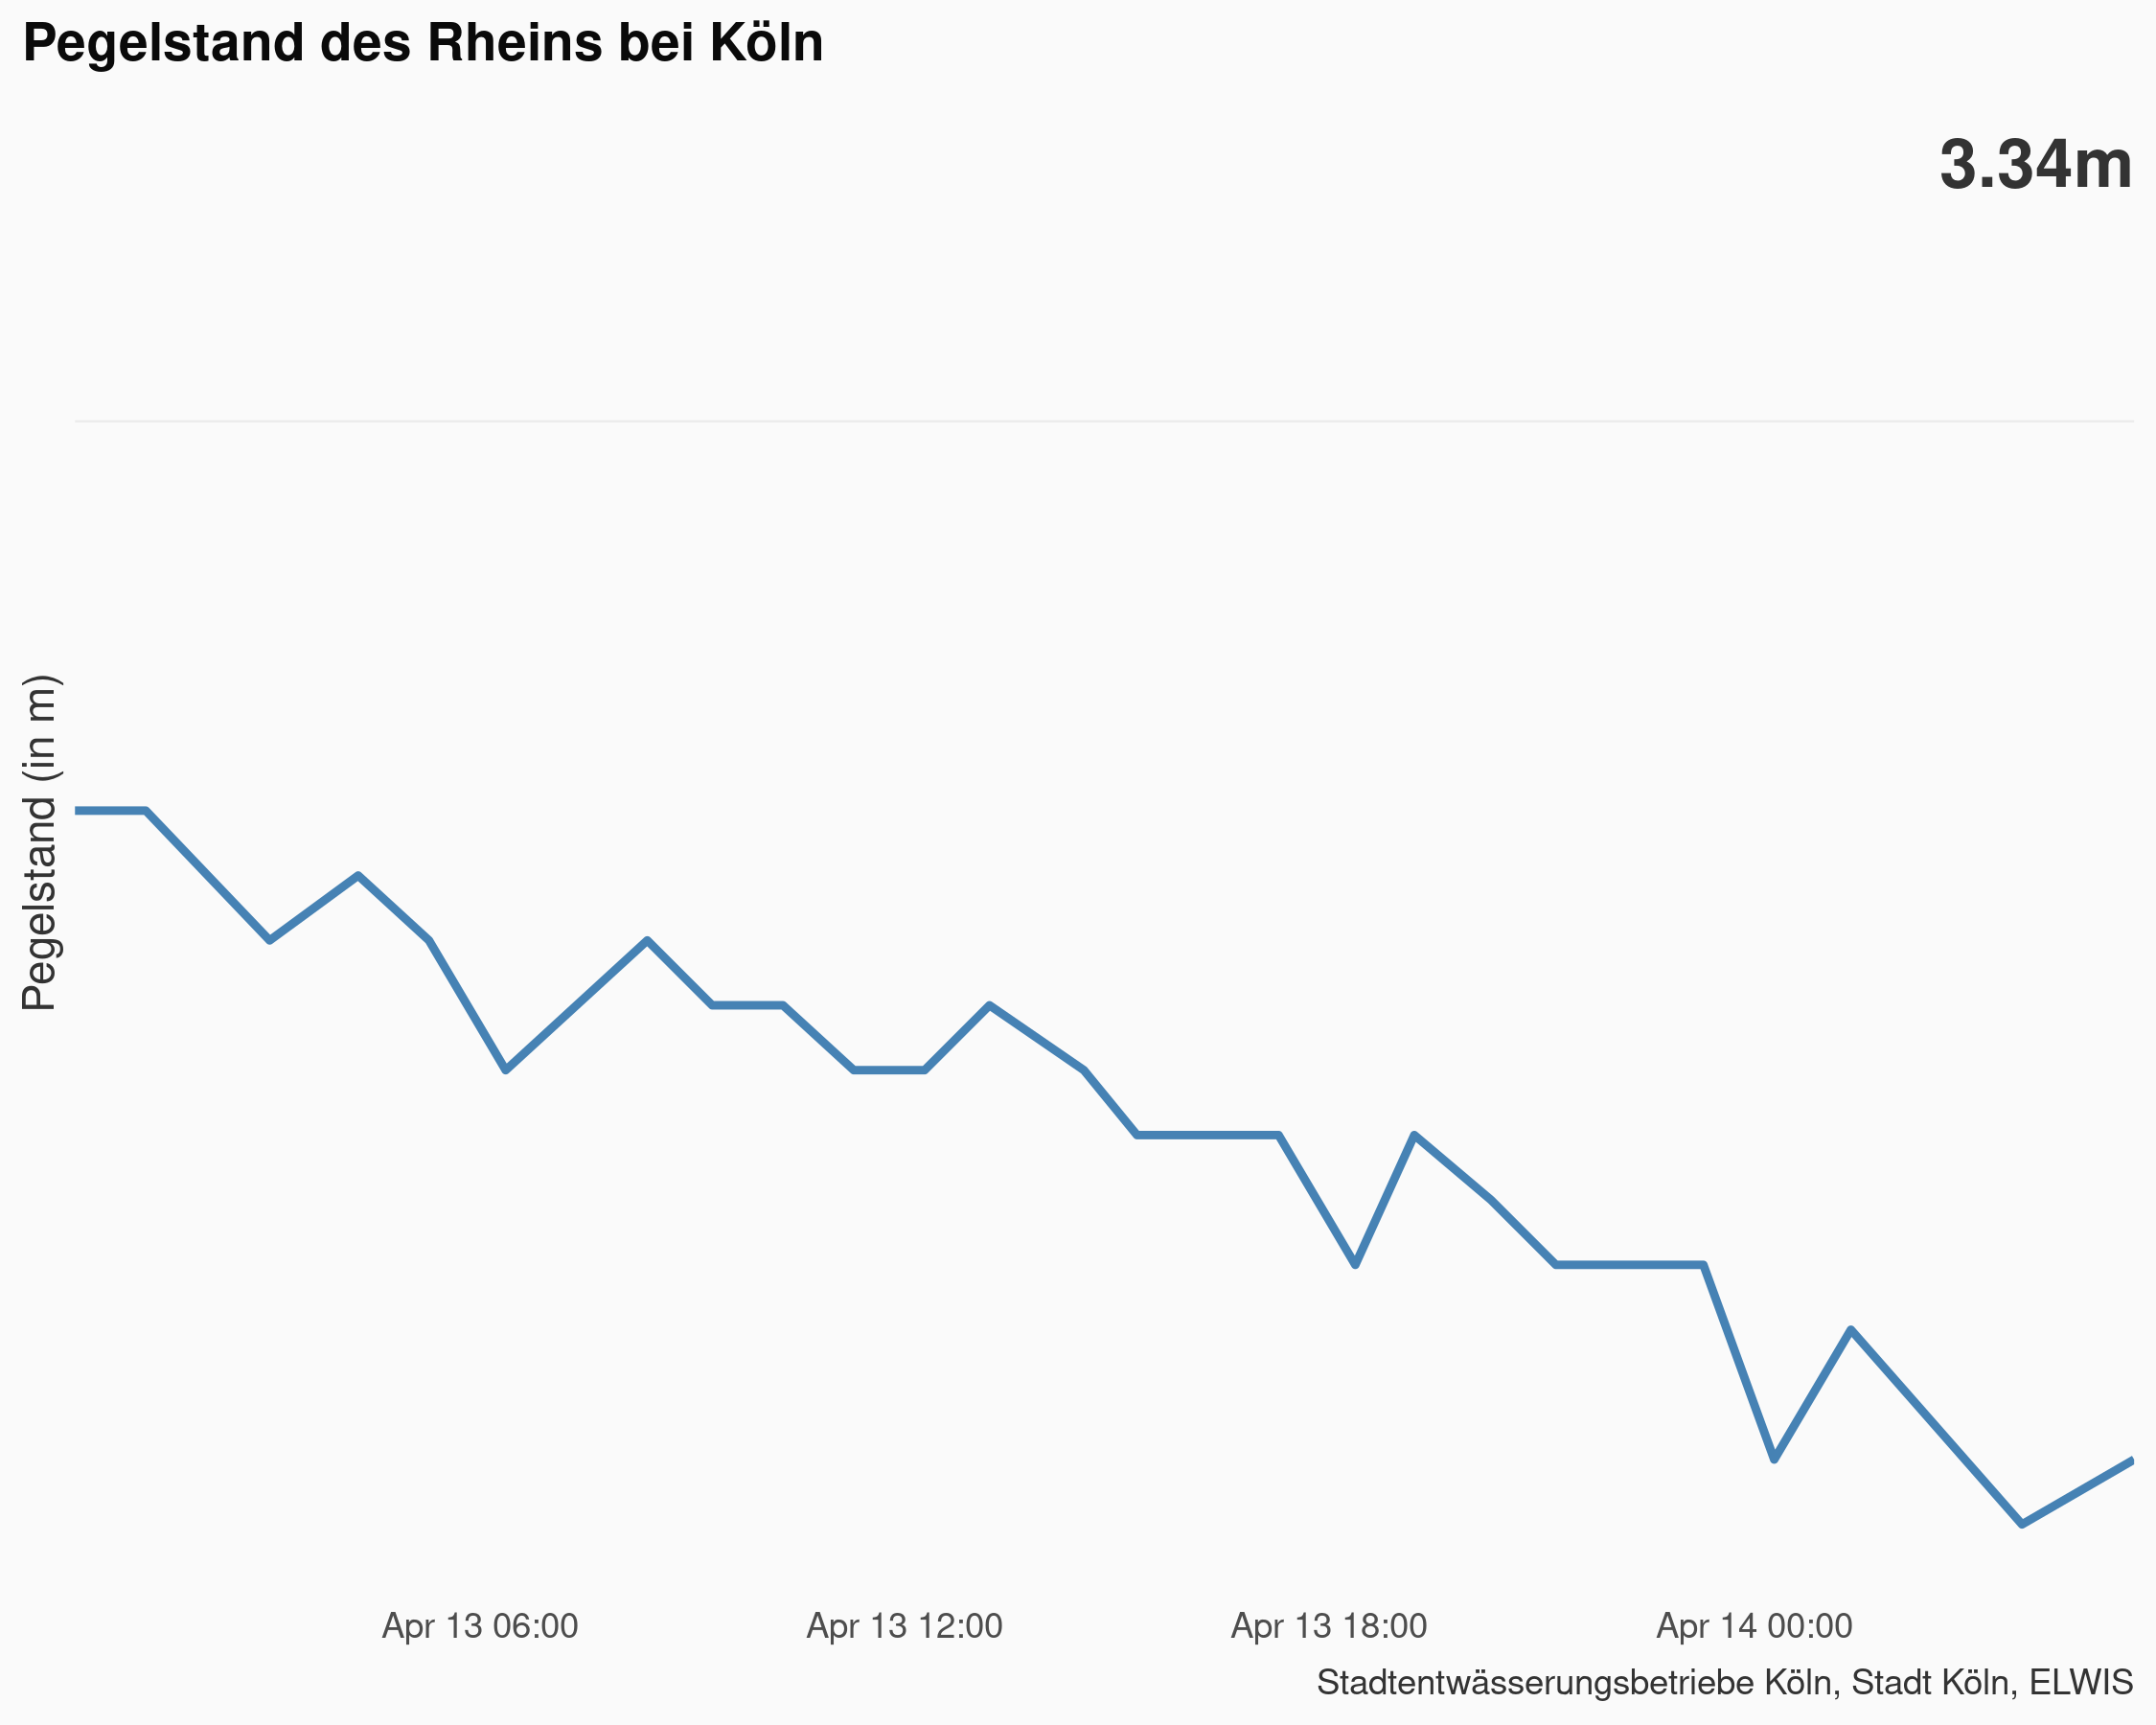 Pegelstand des Rheins bei Köln
3.34m
Pegelstand (in m)
Apr 13 06:00
Apr 13 12:00
Apr 13 18:00
Apr 14 00:00
Stadtentwässerungsbetriebe Köln, Stadt Köln, ELWIS